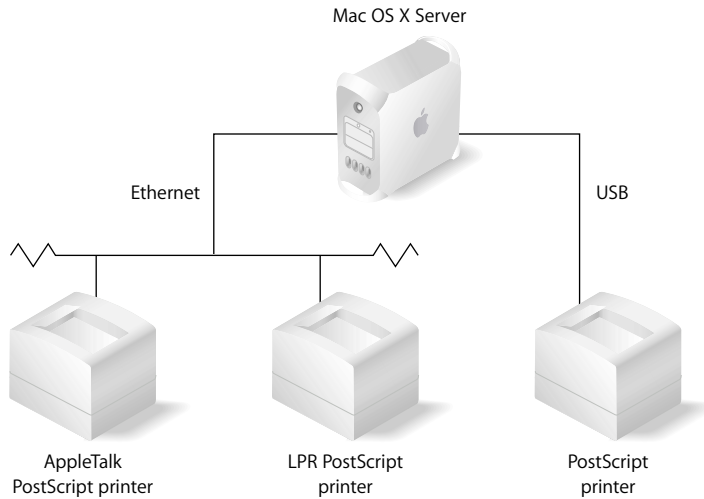 Mac OS X Server
Ethernet
USB
AppleTalk
PostScript printer
LPR PostScript
printer
PostScript
printer